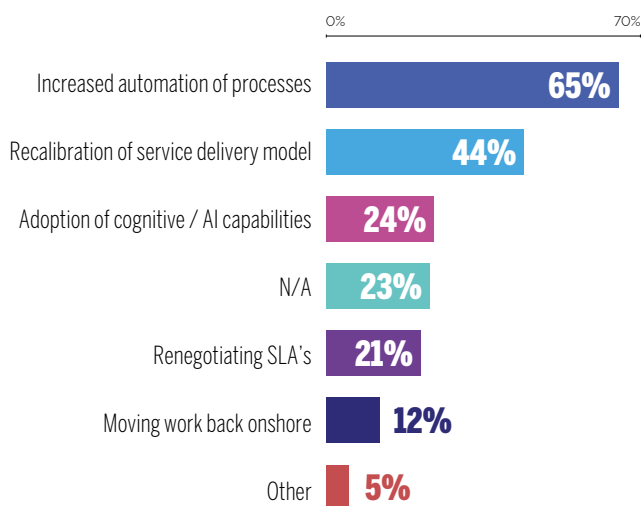 0% 70%
Increased automation of processes 65%
Recalibration of service delivery model 44%
Adoption of cognitive / AI capabilities 24%
N/A 23%
Renegotiating SLA's 21%
Moving work back onshore 12%
Other 5%